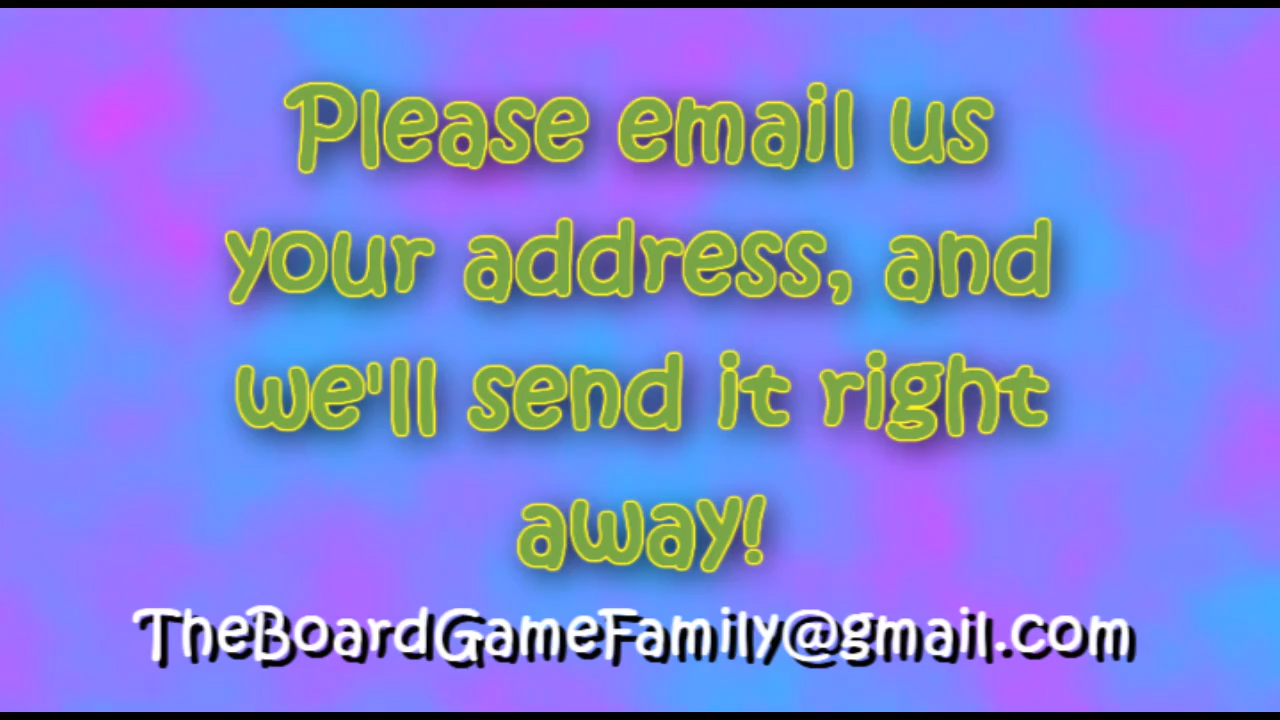 Please email us
your address, and
we'll send it right
away!
TheBoardGameFamily@gmail.com